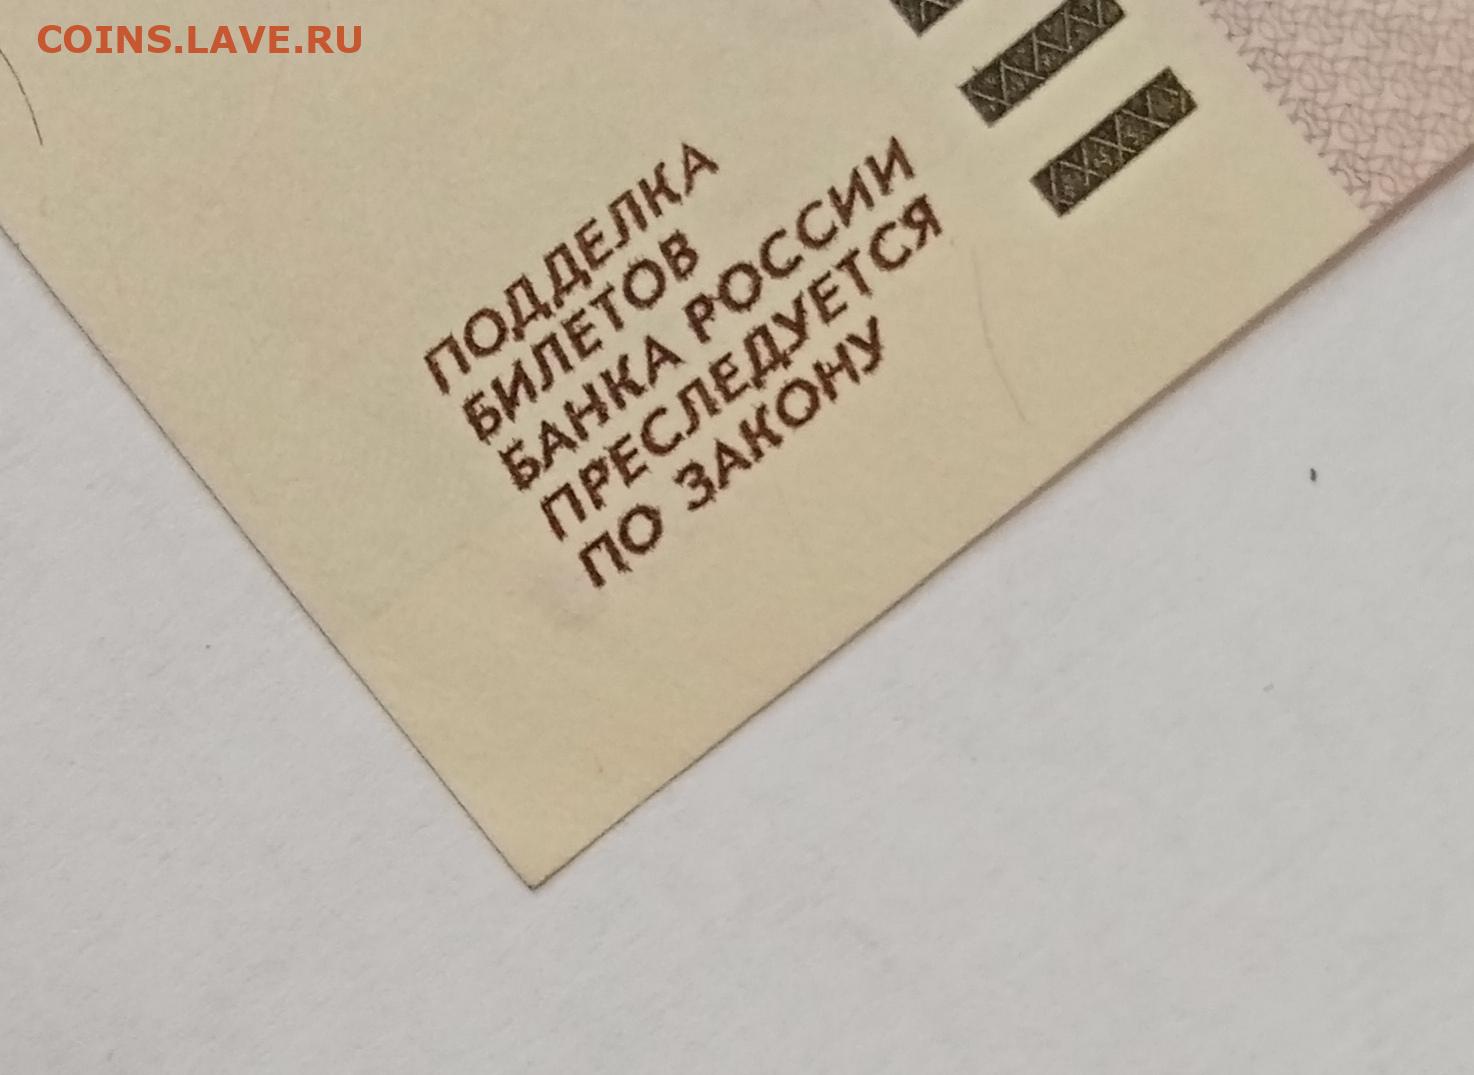 COINS.LAVE.RU
ПОДДЕЛКА
БИЛЕТОВ
БАНКА РОССИИ
ПРЕСЛЕДУЕТСЯ
ПО ЗАКОНУ